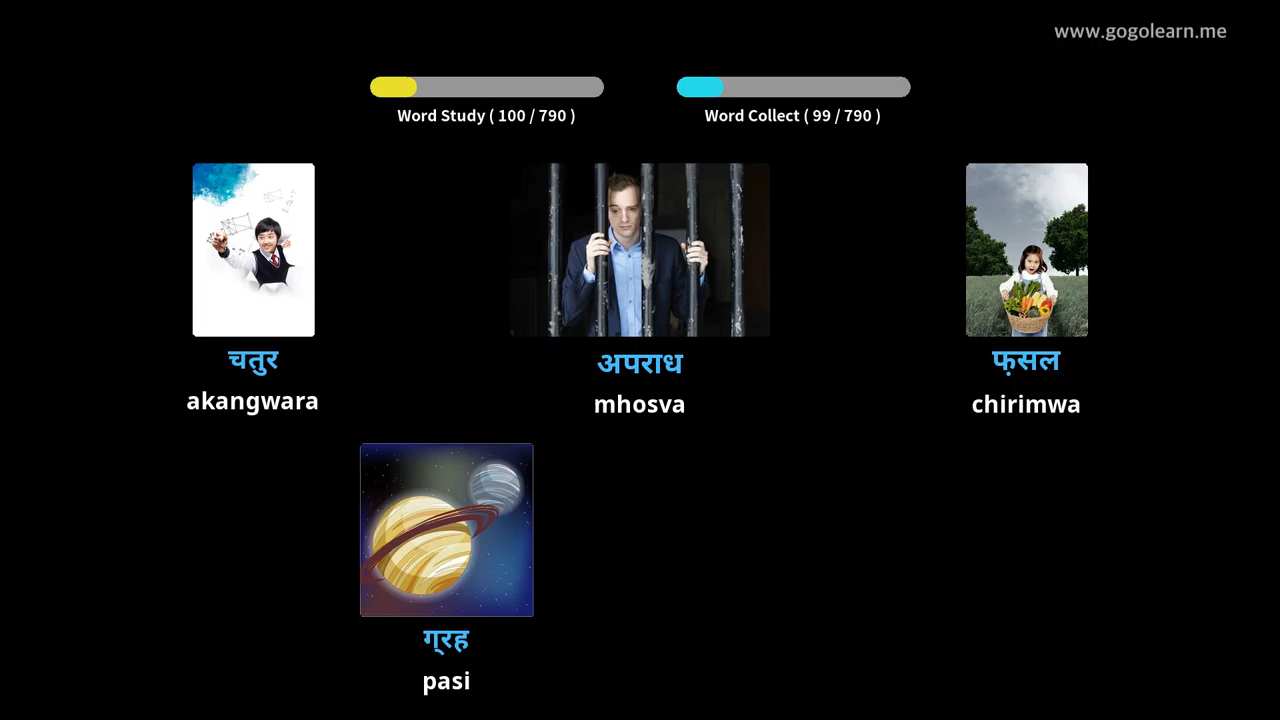 www.gogolearn.me
Word Study ( 100 / 790 )
Word Collect ( 99 / 790 )
चतुर
अपराध
फ़सल
akangwara
mhosva
chirimwa
ग्रह
pasi